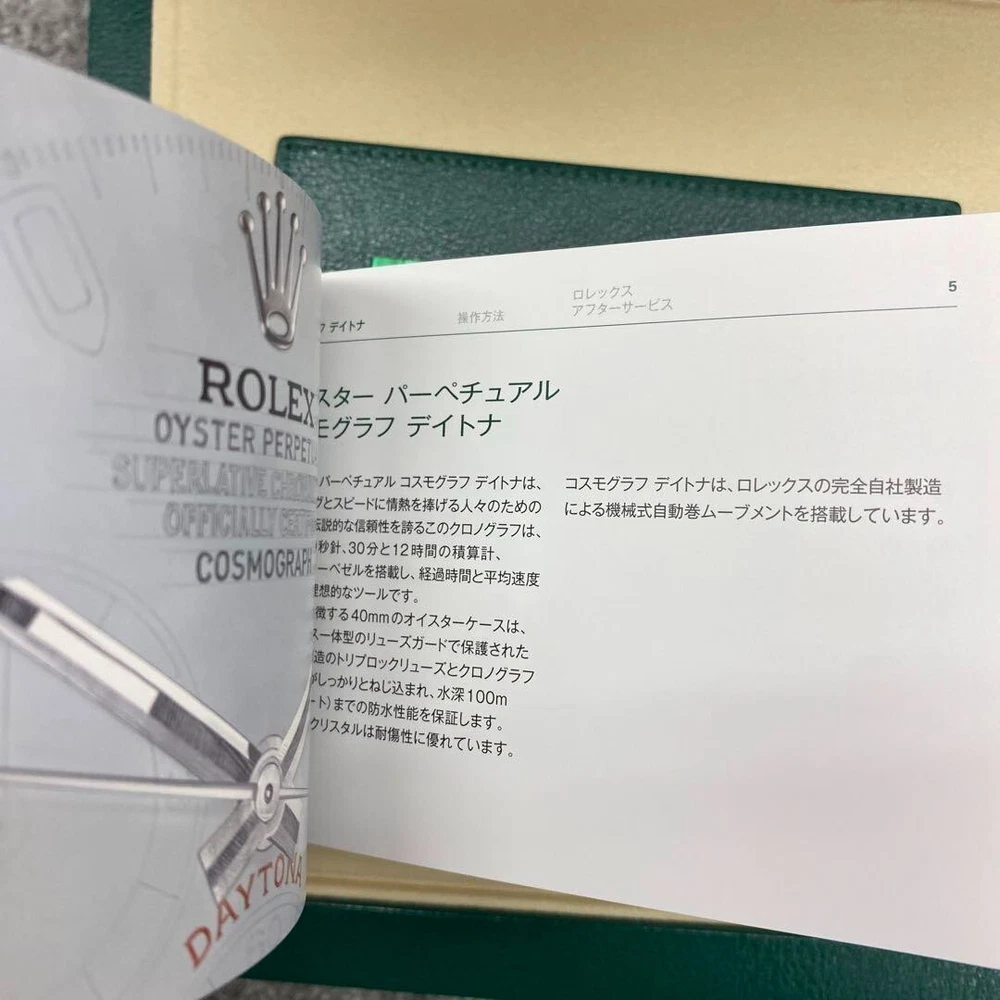 ROLEX
OYSTER PERPET
SUPERLATIVE CHRONO
OFFICIALLY CERTIF
COSMOGRAPH
DAYTONA
フ デイトナ
操作方法
ロレックス
アフターサービス
5
スター パーペチュアル
モグラフ デイトナ
パーペチュアル コスモグラフ デイトナは、
グとスピードに情熱を捧げる人々のための
伝説的な信頼性を誇るこのクロノグラフは、
秒針、30分と12時間の積算計、
ーベゼルを搭載し、経過時間と平均速度
理想的なツールです。
徴する40mmのオイスターケースは、
ス一体型のリューズガードで保護された
造のトリプロックリューズとクロノグラフ
がしっかりとねじ込まれ、水深100m
ート）までの防水性能を保証します。
クリスタルは耐傷性に優れています。
コスモグラフ デイトナは、ロレックスの完全自社製造
による機械式自動巻ムーブメントを搭載しています。